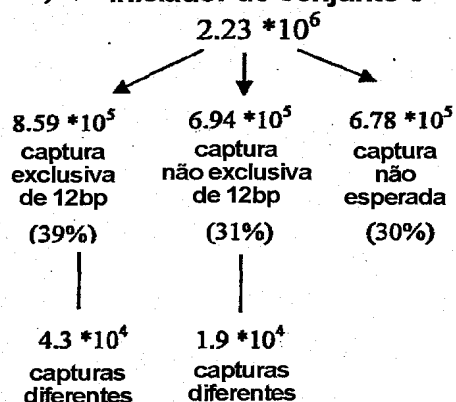 2.23 *10⁶
8.59 *10⁵
captura
exclusiva
de 12bp
(39%)
6.94 *10⁵
captura
não exclusiva
de 12bp
(31%)
6.78 *10⁵
captura
não
esperada
(30%)
4.3 *10⁴
capturas
diferentes
1.9 *10⁴
capturas
diferentes